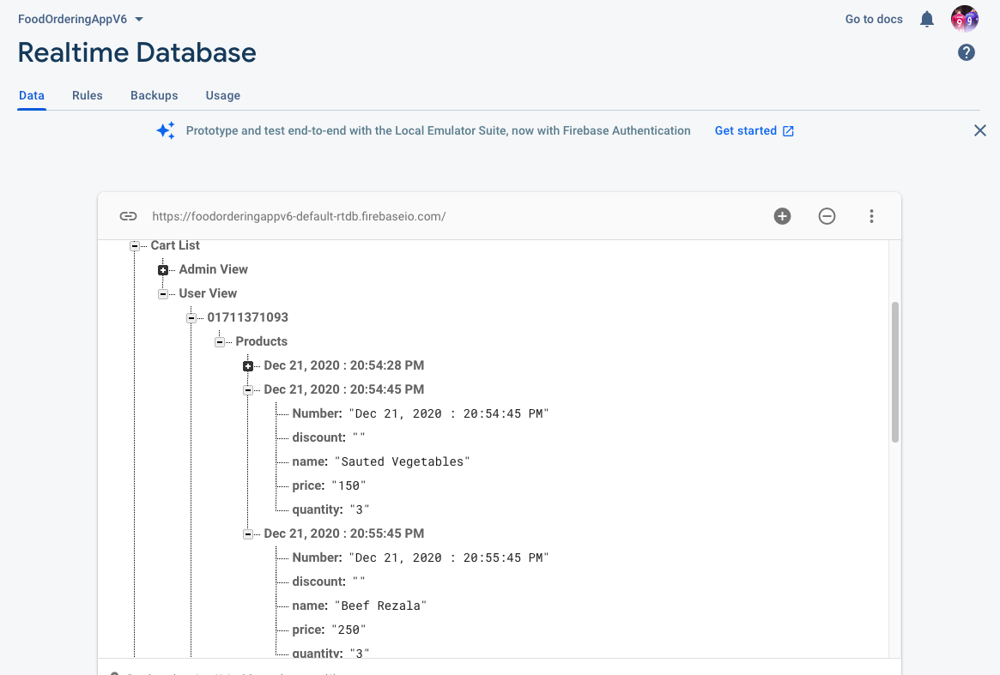 FoodOrderingAppV6
Go to docs
Realtime Database
Data Rules Backups Usage
Prototype and test end-to-end with the Local Emulator Suite, now with Firebase Authentication Get started
https://foodorderingappv6-default-rtdb.firebaseio.com/
Cart List
Admin View
User View
01711371093
Products
Dec 21, 2020 : 20:54:28 PM
Dec 21, 2020 : 20:54:45 PM
Number: "Dec 21, 2020 : 20:54:45 PM"
discount: ""
name: "Sauted Vegetables"
price: "150"
quantity: "3"
Dec 21, 2020 : 20:55:45 PM
Number: "Dec 21, 2020 : 20:55:45 PM"
discount: ""
name: "Beef Rezala"
price: "250"
quantity: "3"